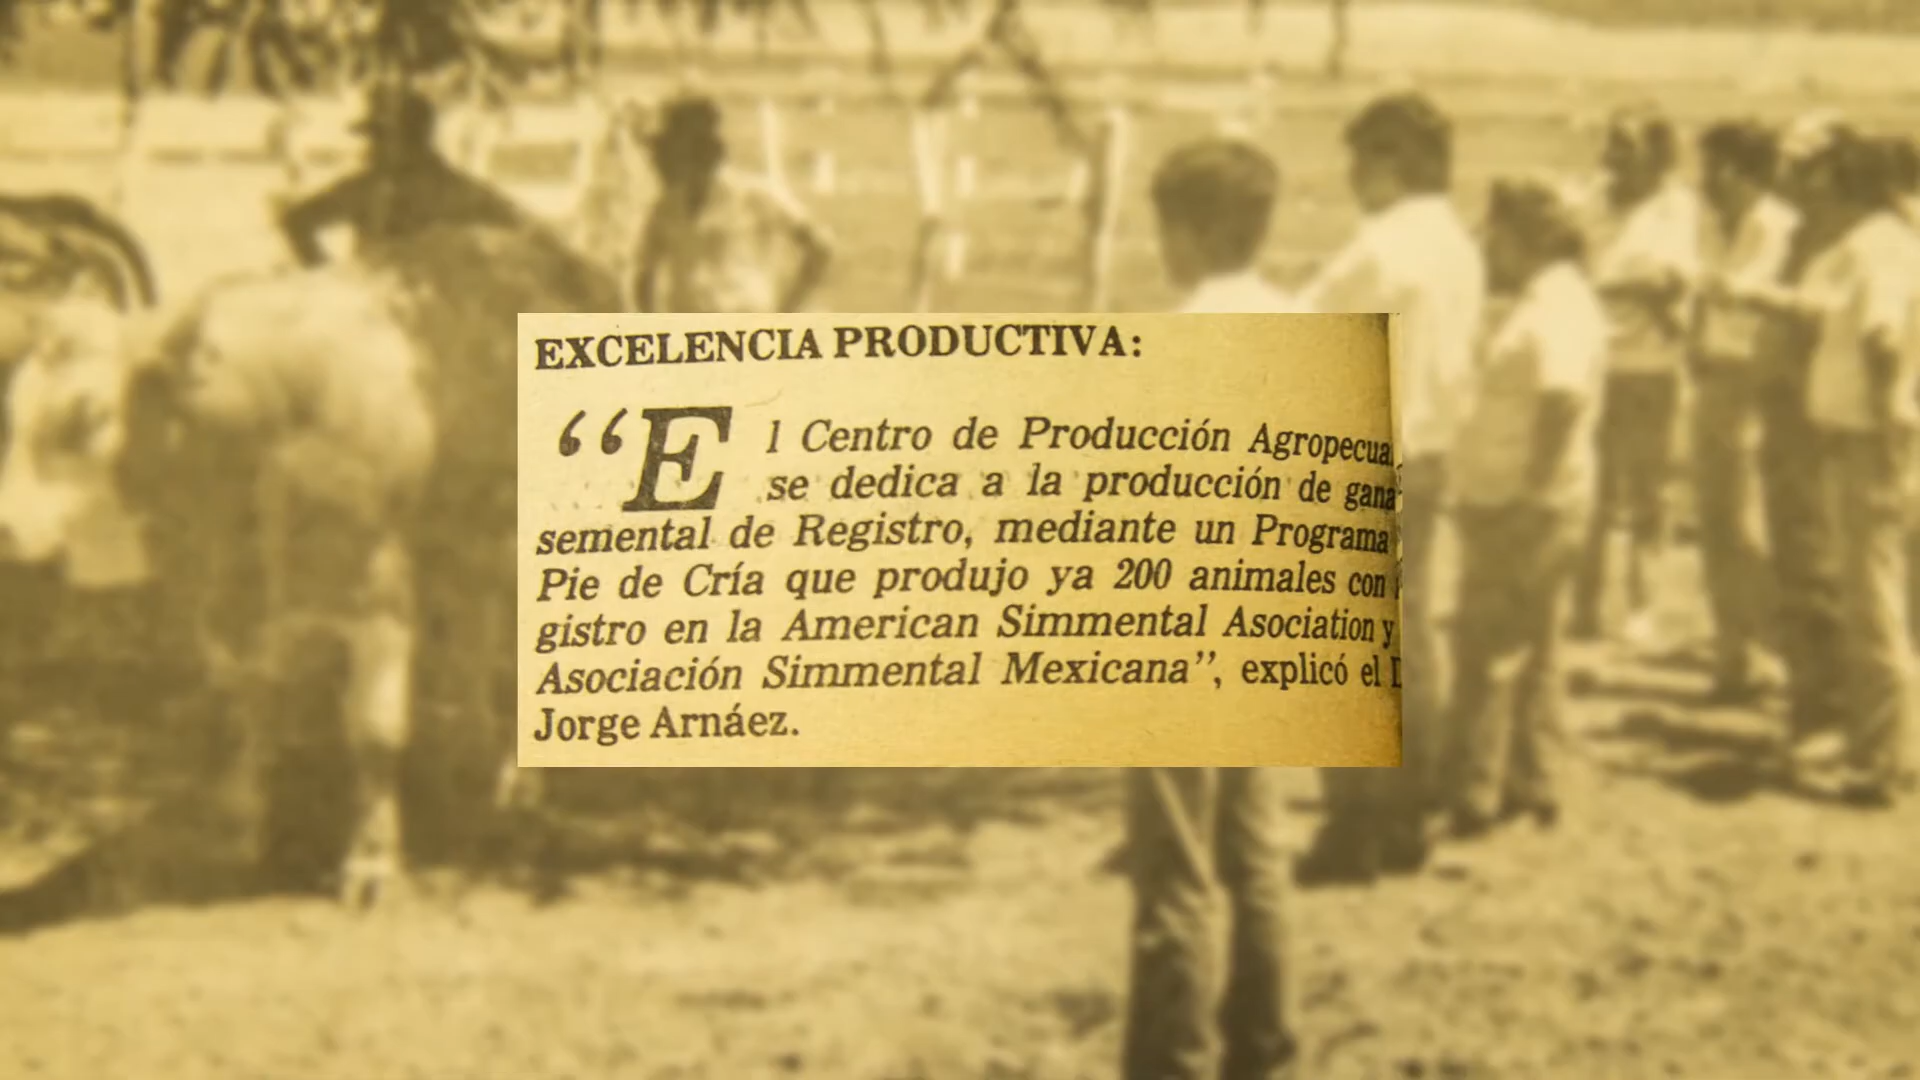 EXCELENCIA PRODUCTIVA:
“El Centro de Producción Agropecua
se dedica a la producción de gana
semental de Registro, mediante un Programa
Pie de Cría que produjo ya 200 animales con
gistro en la American Simmental Asociation y
Asociación Simmental Mexicana”, explicó el
Jorge Arnáez.